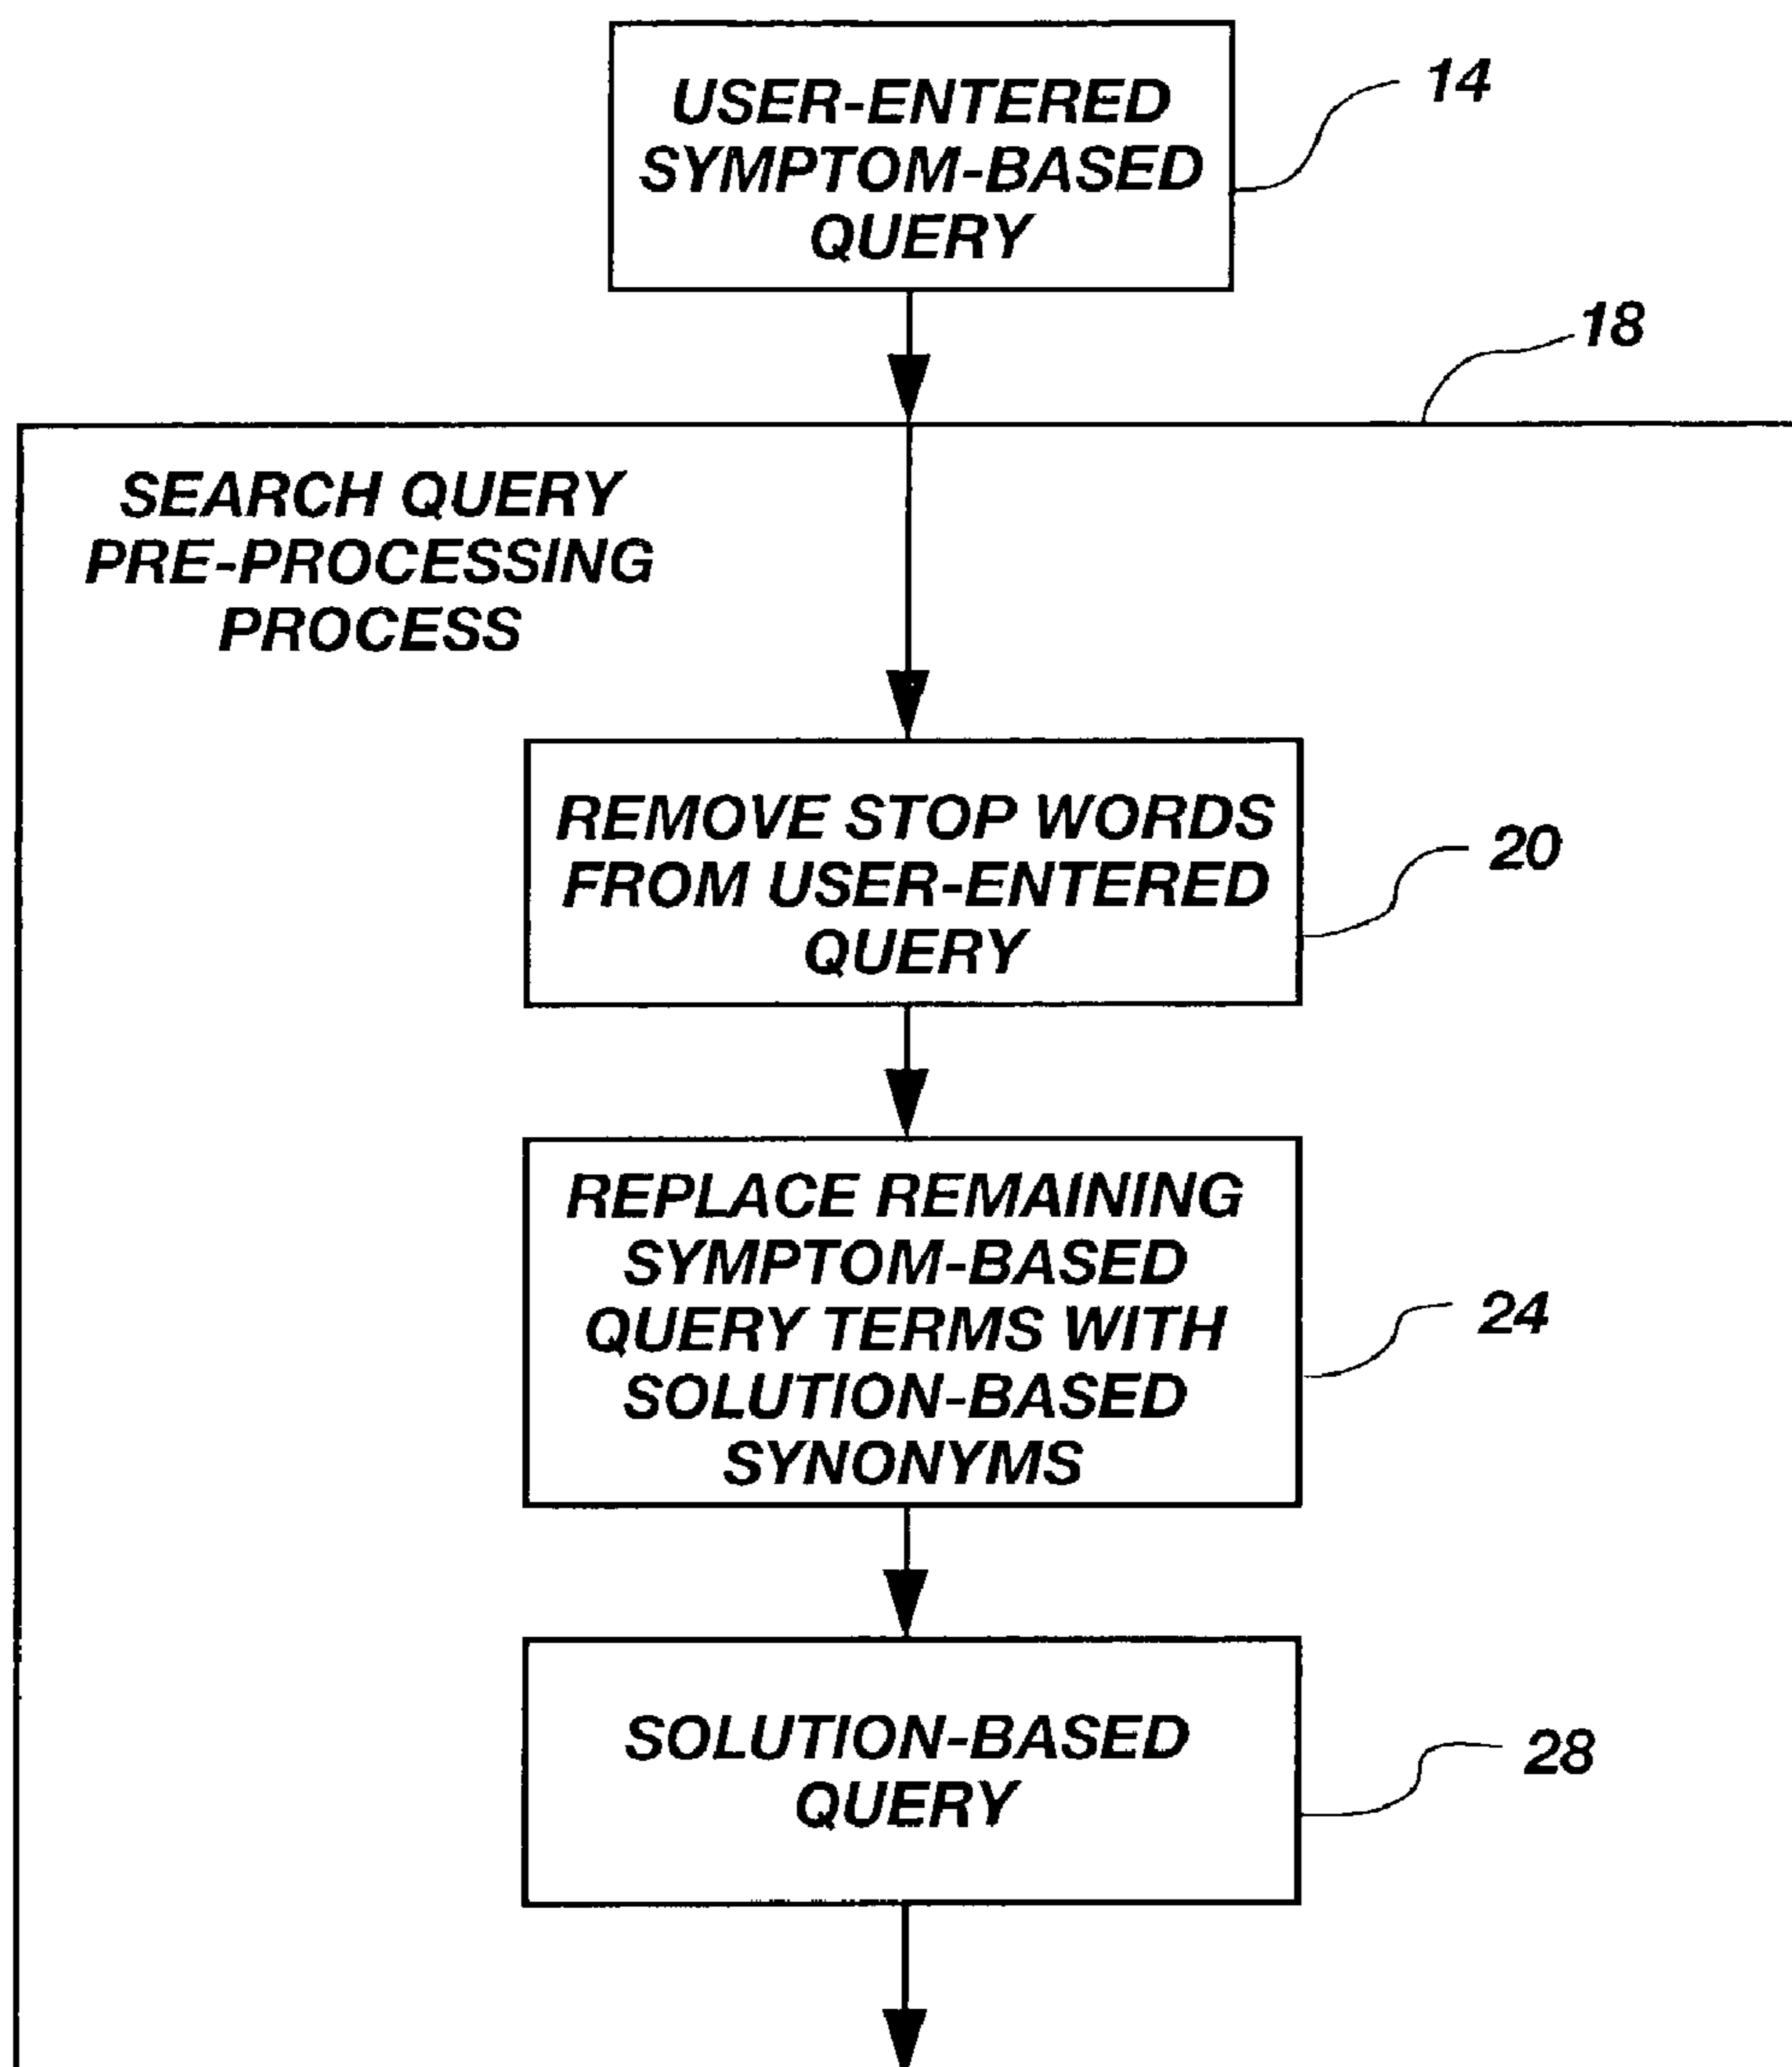 USER-ENTERED
SYMPTOM-BASED
QUERY
14
18
SEARCH QUERY
PRE-PROCESSING
PROCESS
REMOVE STOP WORDS
FROM USER-ENTERED
QUERY
20
REPLACE REMAINING
SYMPTOM-BASED
QUERY TERMS WITH
SOLUTION-BASED
SYNONYMS
24
SOLUTION-BASED
QUERY
28